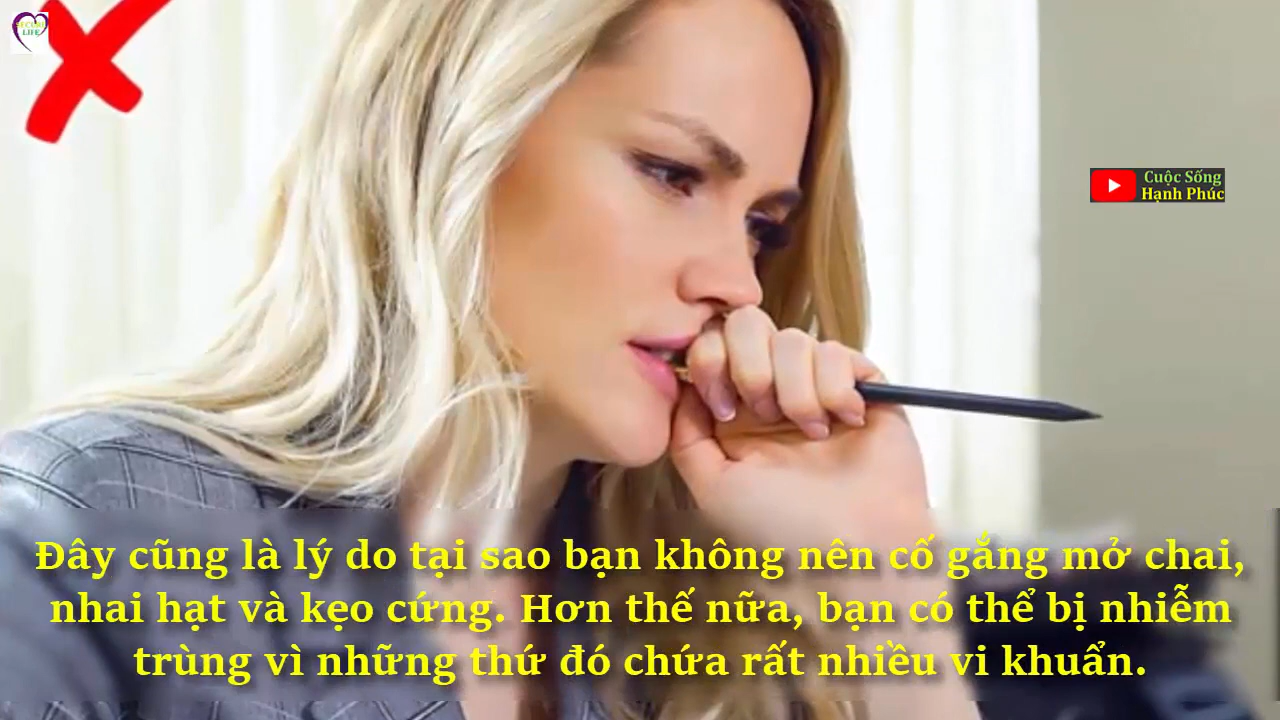 SECURE
LIFE
Cuộc Sống
Hạnh Phúc
Đây cũng là lý do tại sao bạn không nên cố gắng mở chai,
nhai hạt và kẹo cứng. Hơn thế nữa, bạn có thể bị nhiễm
trùng vì những thứ đó chứa rất nhiều vi khuẩn.